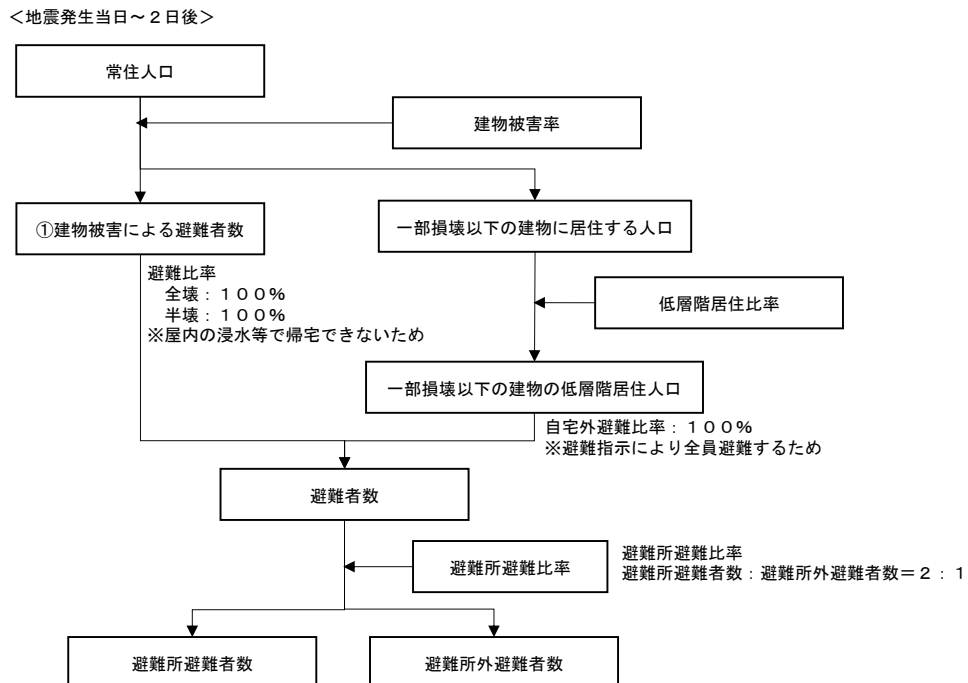 ＜地震発生当日～２日後＞
常住人口
建物被害率
①建物被害による避難者数
一部損壊以下の建物に居住する人口
避難比率
全壊：１００％
半壊：１００％
※屋内の浸水等で帰宅できないため
低層階居住比率
一部損壊以下の建物の低層階居住人口
自宅外避難比率：１００％
※避難指示により全員避難するため
避難者数
避難所避難比率
避難所避難比率
避難所避難者数：避難所外避難者数＝２：１
避難所避難者数
避難所外避難者数